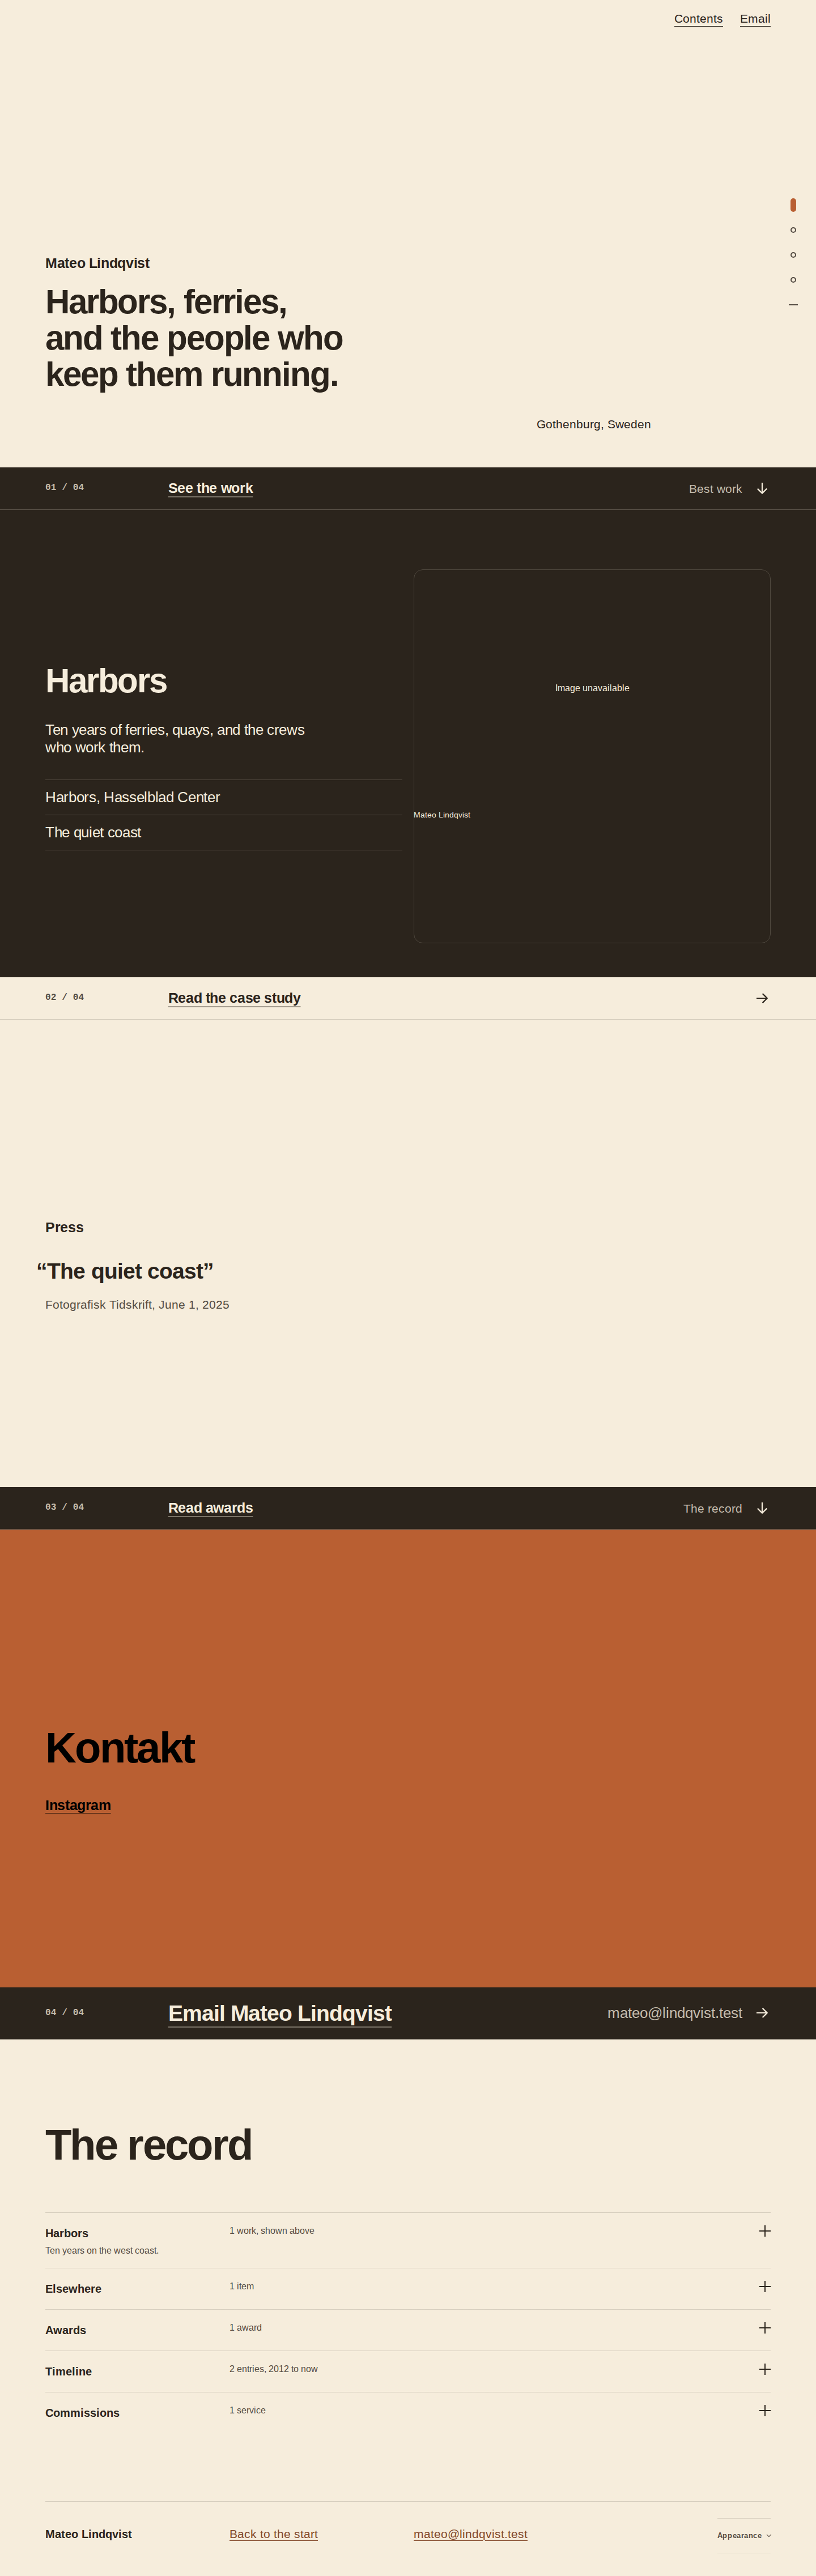 Contents Email
Mateo Lindqvist
Harbors, ferries,
and the people who
keep them running.
Gothenburg, Sweden
01 / 04 See the work Best work
Image unavailable
Harbors
Ten years of ferries, quays, and the crews
who work them.
Harbors, Hasselblad Center
Mateo Lindqvist
The quiet coast
02 / 04 Read the case study
Press
“The quiet coast”
Fotografisk Tidskrift, June 1, 2025
03 / 04 Read awards The record
Kontakt
Instagram
04 / 04 Email Mateo Lindqvist mateo@lindqvist.test
The record
Harbors 1 work, shown above
Ten years on the west coast.
Elsewhere 1 item
Awards 1 award
Timeline 2 entries, 2012 to now
Commissions 1 service
Mateo Lindqvist Back to the start mateo@lindqvist.test Appearance